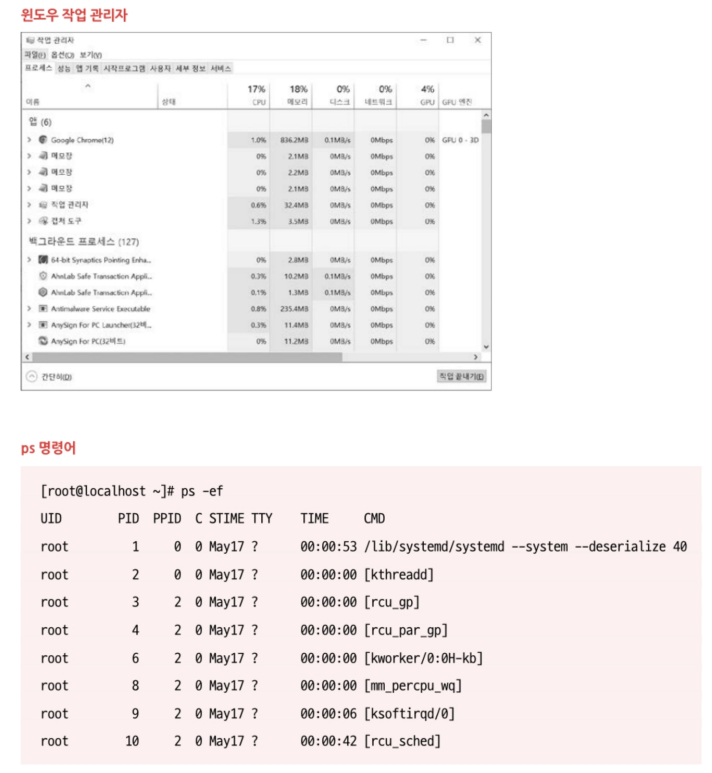 윈도우 작업 관리자
작업 관리자
파일(F) 옵션(O) 보기(V)
프로세스 성능 앱 기록 시작프로그램 사용자 세부 정보 서비스
17% 18% 0% 0% 4%
이름 상태 CPU 메모리 디스크 네트워크 GPU GPU 엔진
앱 (6)
Google Chrome(12) 1.0% 836.2MB 0.1MB/s 0Mbps 0% GPU 0 - 3D
메모장 0% 2.1MB 0MB/s 0Mbps 0%
메모장 0% 2.2MB 0MB/s 0Mbps 0%
메모장 0% 2.1MB 0MB/s 0Mbps 0%
작업 관리자 0.6% 32.4MB 0MB/s 0Mbps 0%
캡처 도구 1.3% 3.5MB 0MB/s 0Mbps 0%
백그라운드 프로세스 (127)
64-bit Synaptics Pointing Enha... 0% 2.8MB 0MB/s 0Mbps 0%
AhnLab Safe Transaction Appli... 0.3% 10.2MB 0.1MB/s 0Mbps 0%
AhnLab Safe Transaction Appli... 0.1% 1.3MB 0.1MB/s 0Mbps 0%
Antimalware Service Executable 0.8% 235.4MB 0MB/s 0Mbps 0%
AnySign For PC Launcher(32비... 0.3% 11.4MB 0MB/s 0Mbps 0%
AnySign For PC(32비트) 0% 11.2MB 0MB/s 0Mbps 0%
간단히(D) 작업 끝내기(E)
ps 명령어
[root@localhost ~]# ps -ef
UID PID PPID C STIME TTY TIME CMD
root 1 0 0 May17 ? 00:00:53 /lib/systemd/systemd --system --deserialize 40
root 2 0 0 May17 ? 00:00:00 [kthreadd]
root 3 2 0 May17 ? 00:00:00 [rcu_gp]
root 4 2 0 May17 ? 00:00:00 [rcu_par_gp]
root 6 2 0 May17 ? 00:00:00 [kworker/0:0H-kb]
root 8 2 0 May17 ? 00:00:00 [mm_percpu_wq]
root 9 2 0 May17 ? 00:00:06 [ksoftirqd/0]
root 10 2 0 May17 ? 00:00:42 [rcu_sched]